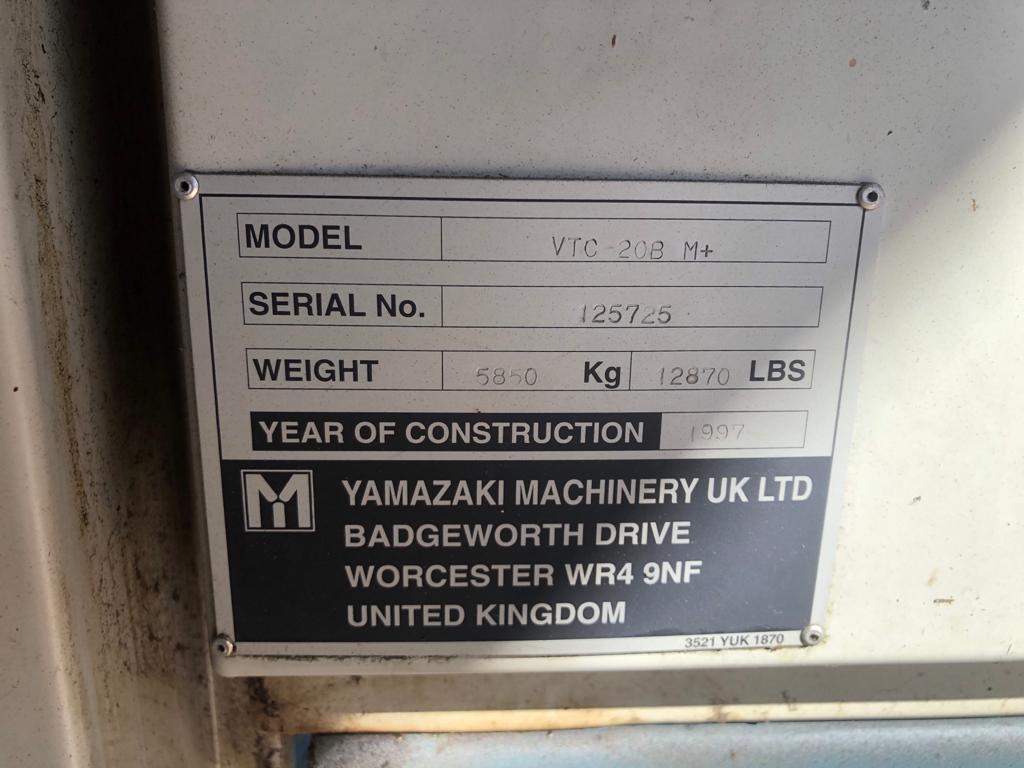 MODEL VTC-20B M+
SERIAL No. 125725
WEIGHT 5850 Kg 12870 LBS
YEAR OF CONSTRUCTION 1997
YAMAZAKI MACHINERY UK LTD
BADGEWORTH DRIVE
WORCESTER WR4 9NF
UNITED KINGDOM
3521 YUK 1870